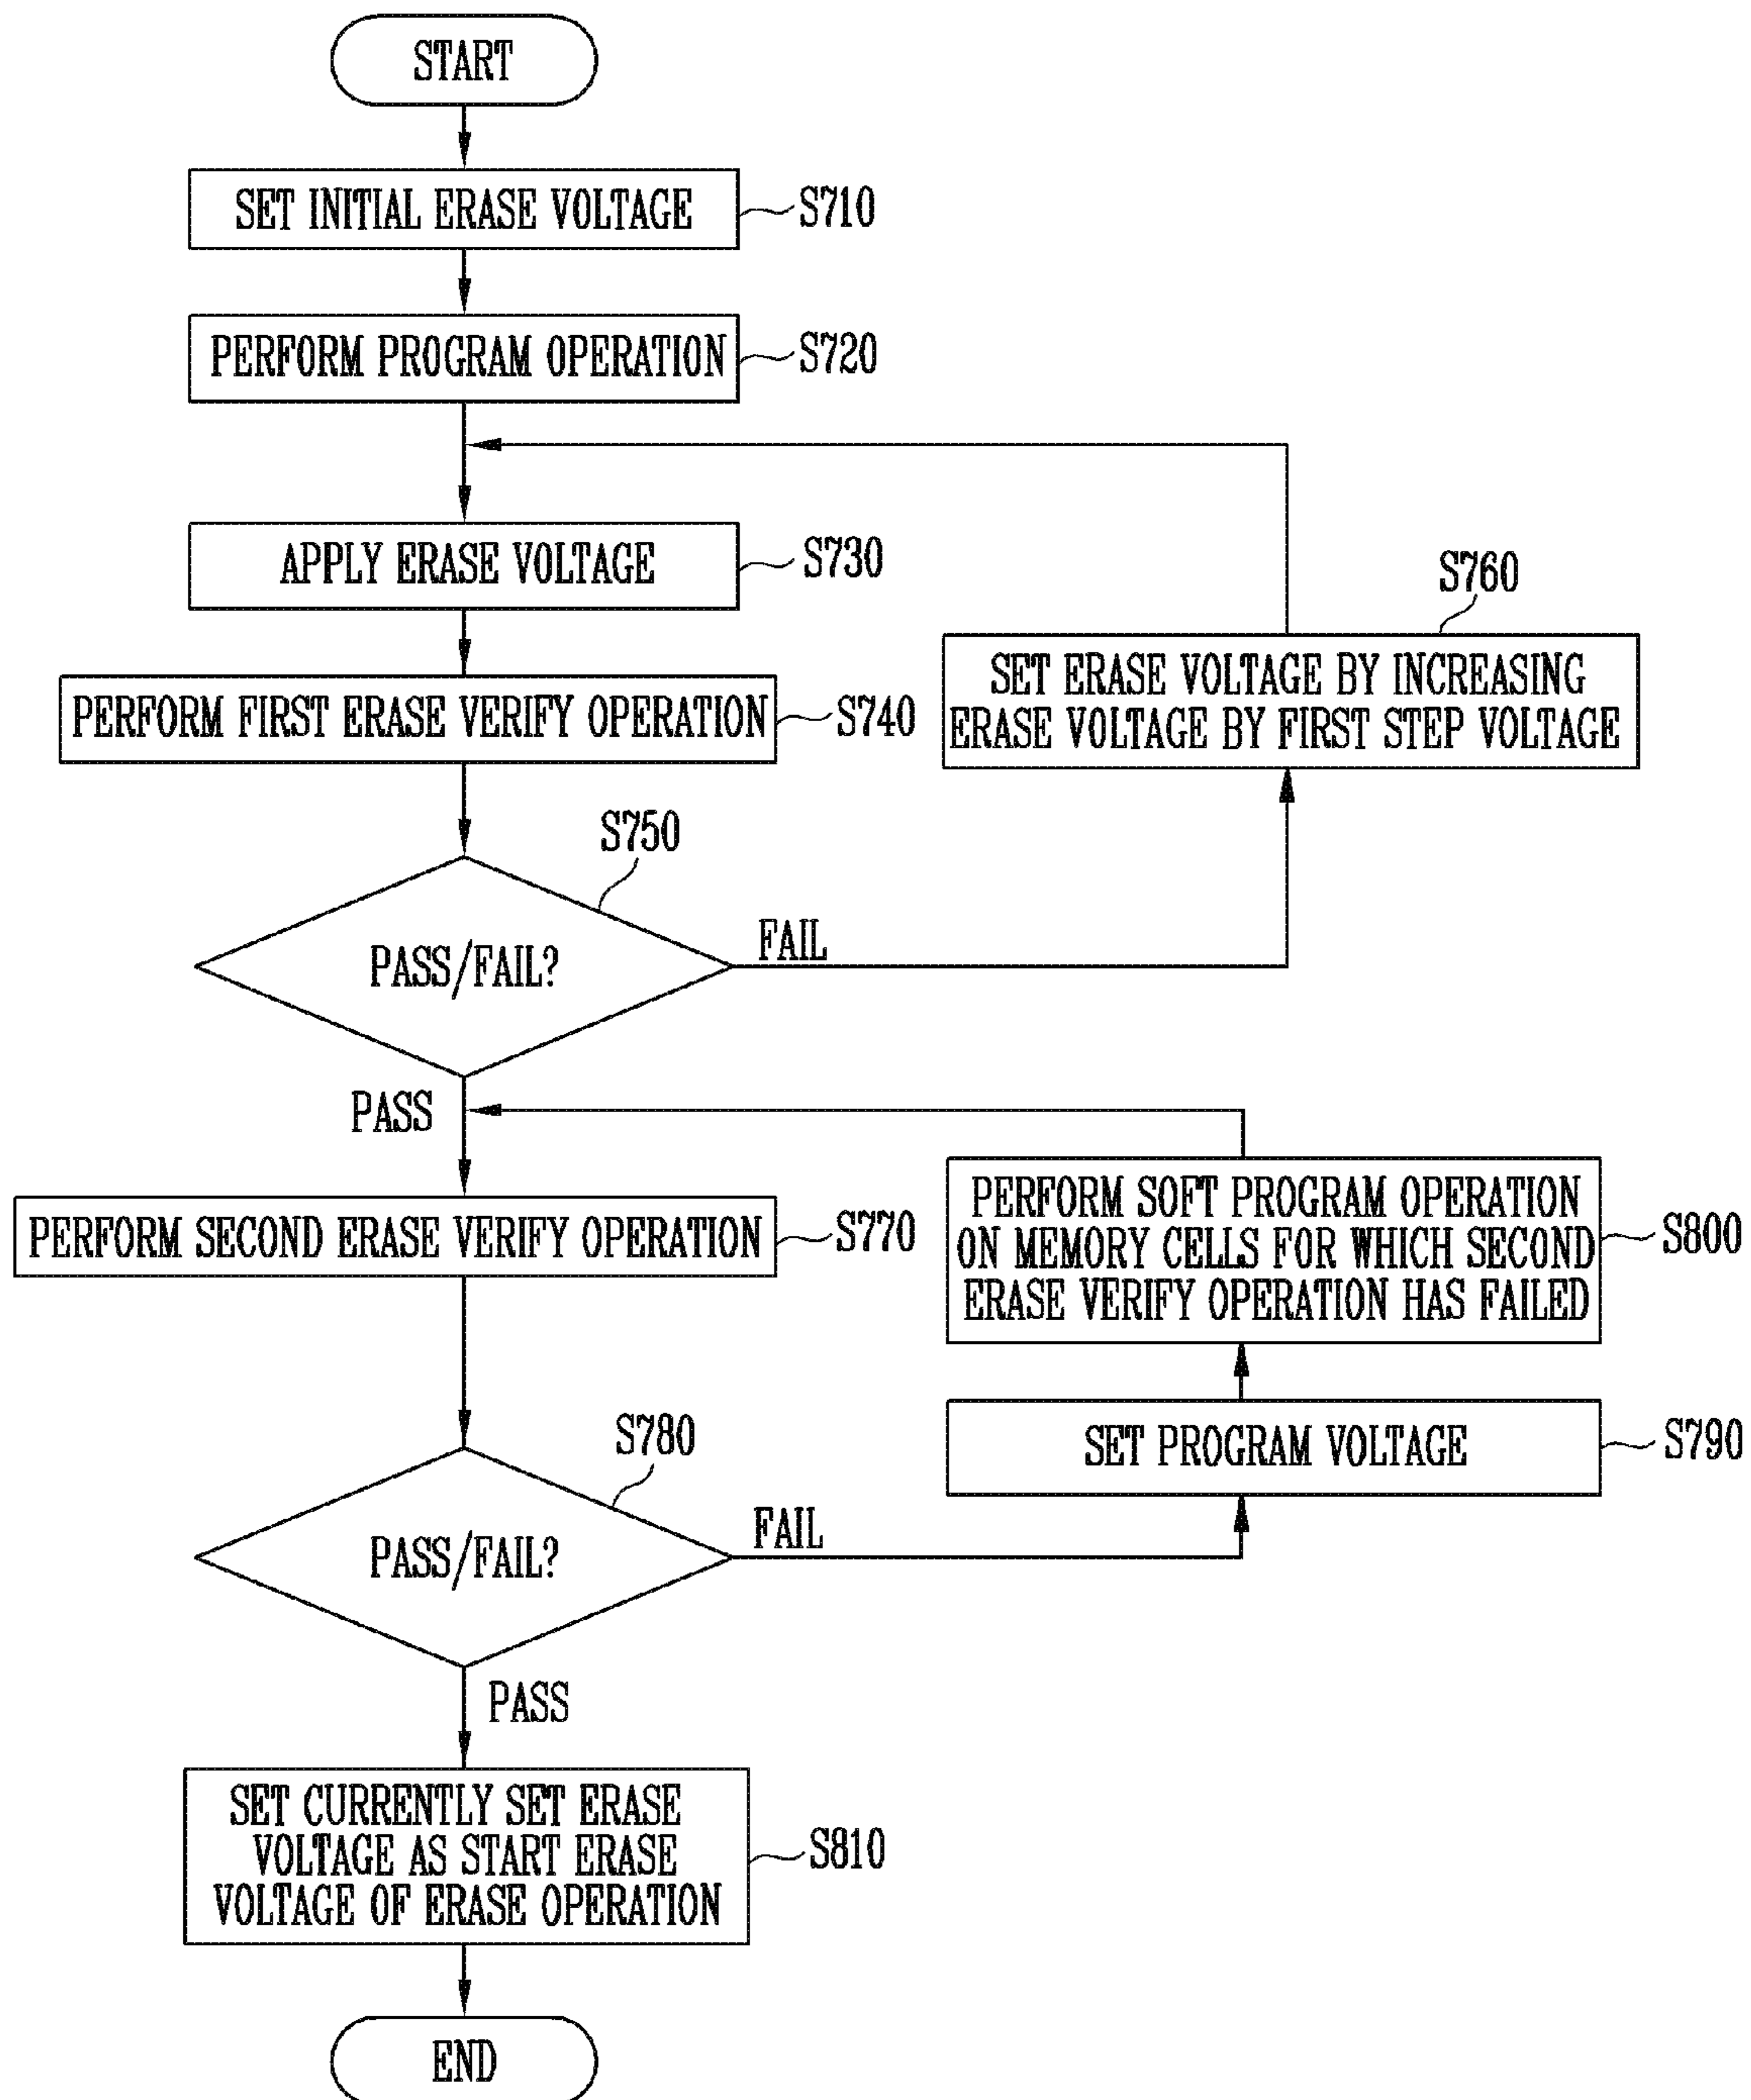 START
SET INITIAL ERASE VOLTAGE
S710
PERFORM PROGRAM OPERATION
S720
APPLY ERASE VOLTAGE
S730
S760
SET ERASE VOLTAGE BY INCREASING
ERASE VOLTAGE BY FIRST STEP VOLTAGE
PERFORM FIRST ERASE VERIFY OPERATION
S740
S750
PASS/FAIL?
FAIL
PASS
PERFORM SECOND ERASE VERIFY OPERATION
S770
PERFORM SOFT PROGRAM OPERATION
ON MEMORY CELLS FOR WHICH SECOND
ERASE VERIFY OPERATION HAS FAILED
S800
S780
SET PROGRAM VOLTAGE
S790
PASS/FAIL?
FAIL
PASS
SET CURRENTLY SET ERASE
VOLTAGE AS START ERASE
VOLTAGE OF ERASE OPERATION
S810
END